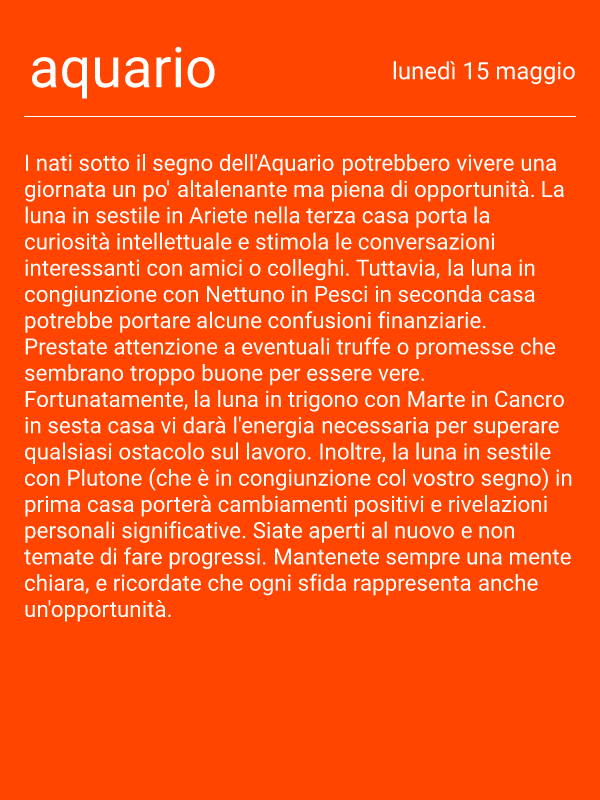 aquario
lunedì 15 maggio
I nati sotto il segno dell'Aquario potrebbero vivere una
giornata un po' altalenante ma piena di opportunità. La
luna in sestile in Ariete nella terza casa porta la
curiosità intellettuale e stimola le conversazioni
interessanti con amici o colleghi. Tuttavia, la luna in
congiunzione con Nettuno in Pesci in seconda casa
potrebbe portare alcune confusioni finanziarie.
Prestate attenzione a eventuali truffe o promesse che
sembrano troppo buone per essere vere.
Fortunatamente, la luna in trigono con Marte in Cancro
in sesta casa vi darà l'energia necessaria per superare
qualsiasi ostacolo sul lavoro. Inoltre, la luna in sestile
con Plutone (che è in congiunzione col vostro segno) in
prima casa porterà cambiamenti positivi e rivelazioni
personali significative. Siate aperti al nuovo e non
temate di fare progressi. Mantenete sempre una mente
chiara, e ricordate che ogni sfida rappresenta anche
un'opportunità.